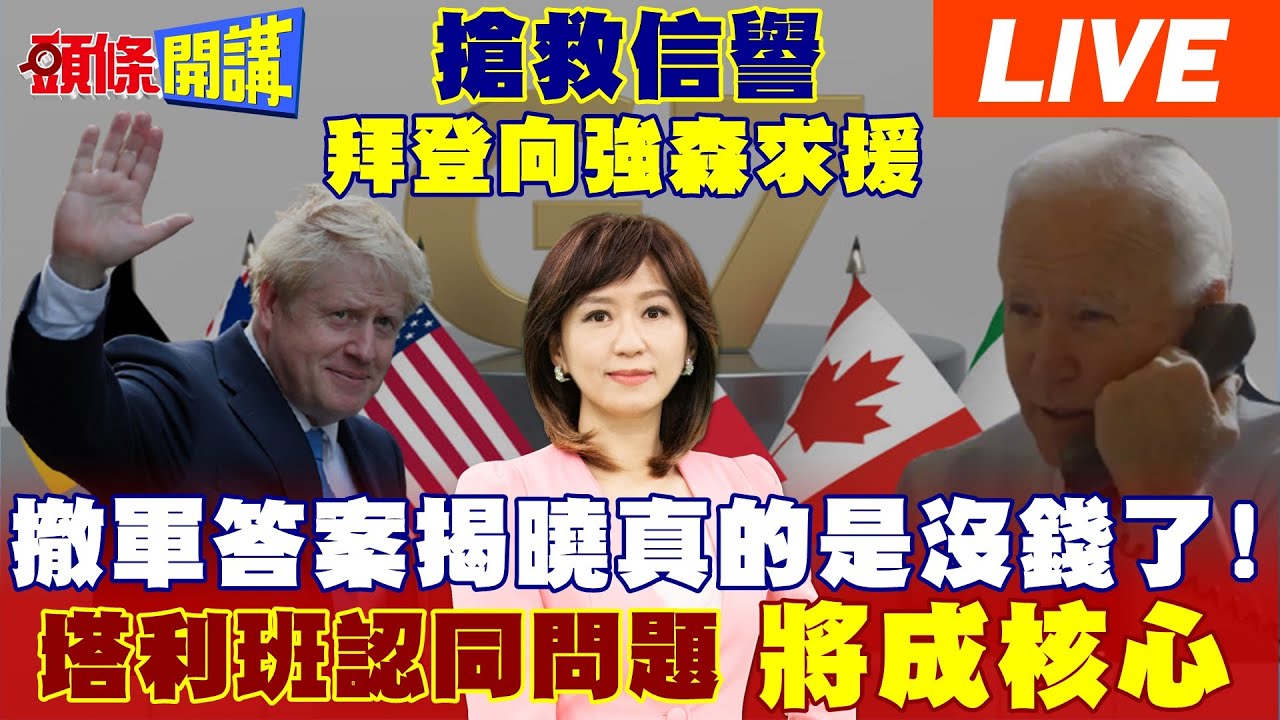 頭條開講
搶救信譽
LIVE
拜登向強森求援
G7
撤軍答案揭曉真的是沒錢了!
塔利班認同問題 將成核心